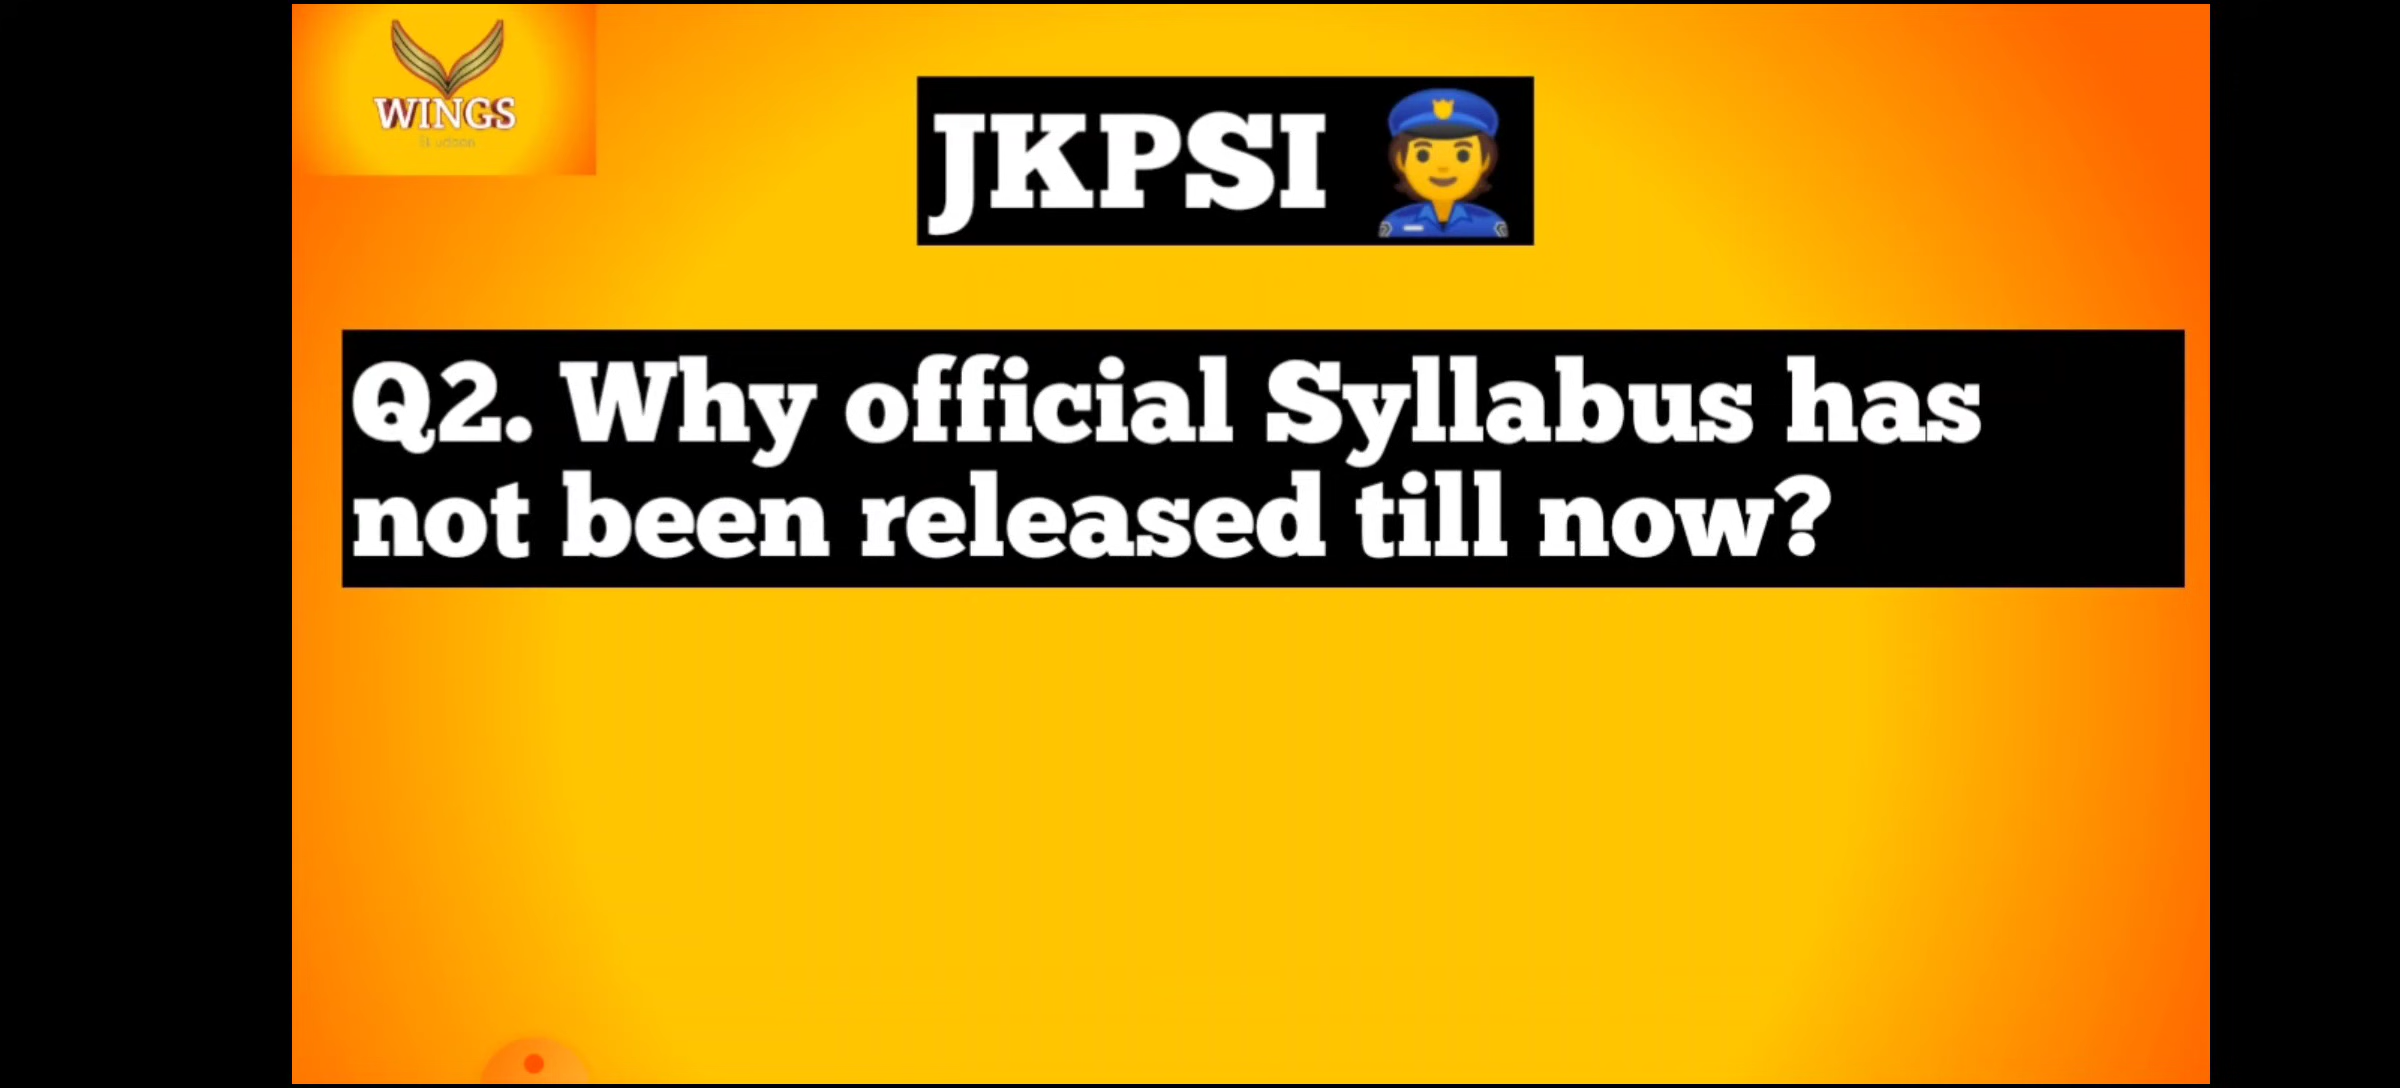 WINGS
JKPSI
Q2. Why official Syllabus has
not been released till now?